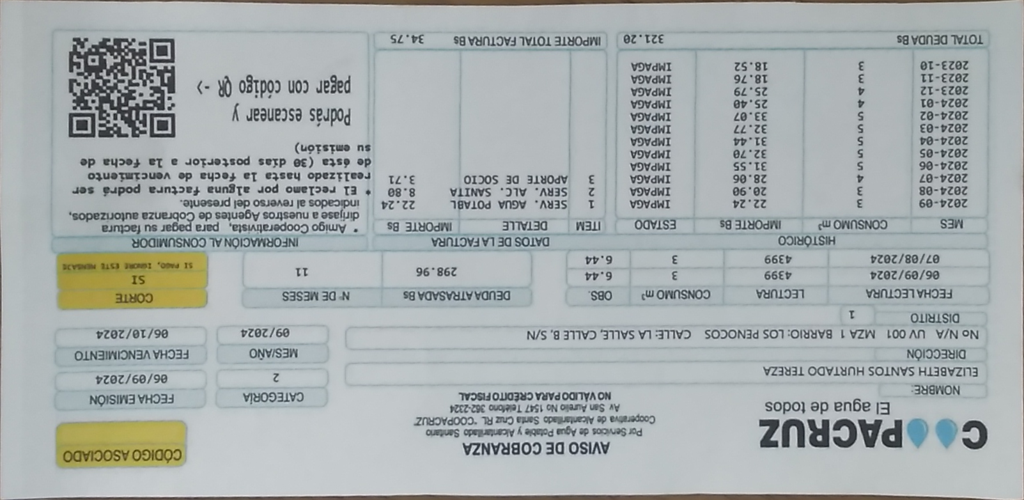 COOPACRUZ
El agua de todos
AVISO DE COBRANZA
Por Servicios de Agua Potable y Alcantarillado Sanitario
Cooperativa de Alcantarillado Santa Cruz RL. "COOPACRUZ"
Av San Aurelio No 1547 Teléfono 362-2324
NO VÁLIDO PARA CRÉDITO FISCAL
CÓDIGO ASOCIADO
NOMBRE:
ELIZABETH SANTOS HURTADO TEREZA
CATEGORÍA
2
FECHA EMISIÓN
06/09/2024
DIRECCIÓN
No N/A UV 001 MZA 1 BARRIO: LOS PENOCOS CALLE: LA SALLE, CALLE B, S/N
MES/AÑO
09/2024
FECHA VENCIMIENTO
06/10/2024
DISTRITO
1
FECHA LECTURA LECTURA CONSUMO m³ OBS.
06/09/2024 4399 3 6.44
07/08/2024 4399 3 6.44
DEUDA ATRASADA Bs
298.96
N° DE MESES
11
CORTE
SI
SI PAGO, IGNORE ESTE MENSAJE
HISTÓRICO
MES CONSUMO m³ IMPORTE Bs ESTADO
2024-09 3 22.24 IMPAGA
2024-08 3 20.90 IMPAGA
2024-07 4 28.06 IMPAGA
2024-06 5 31.55 IMPAGA
2024-05 5 32.70 IMPAGA
2024-04 5 31.44 IMPAGA
2024-03 5 32.77 IMPAGA
2024-02 5 33.07 IMPAGA
2024-01 4 25.40 IMPAGA
2023-12 4 25.79 IMPAGA
2023-11 3 18.76 IMPAGA
2023-10 3 18.52 IMPAGA
TOTAL DEUDA Bs 321.20
DATOS DE LA FACTURA
ITEM DETALLE IMPORTE Bs
1 SERV. AGUA POTABL 22.24
2 SERV. ALC. SANITA 8.80
3 APORTE DE SOCIO 3.71
IMPORTE TOTAL FACTURA Bs 34.75
INFORMACIÓN AL CONSUMIDOR
* Amigo Cooperativista, para pagar su factura
diríjase a nuestros Agentes de Cobranza autorizados,
indicados al reverso del presente.
* El reclamo por alguna factura podrá ser
realizado hasta la fecha de vencimiento
de ésta (30 días posterior a la fecha de
su emisión)
Podrás escanear y
pagar con código QR ->